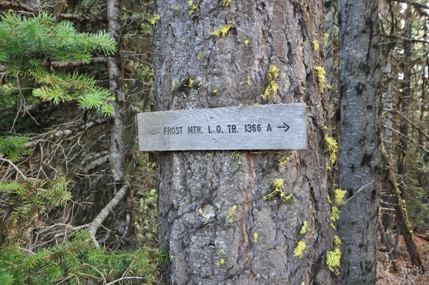 ← FROST MTN. L.O. TR. 1366 A →